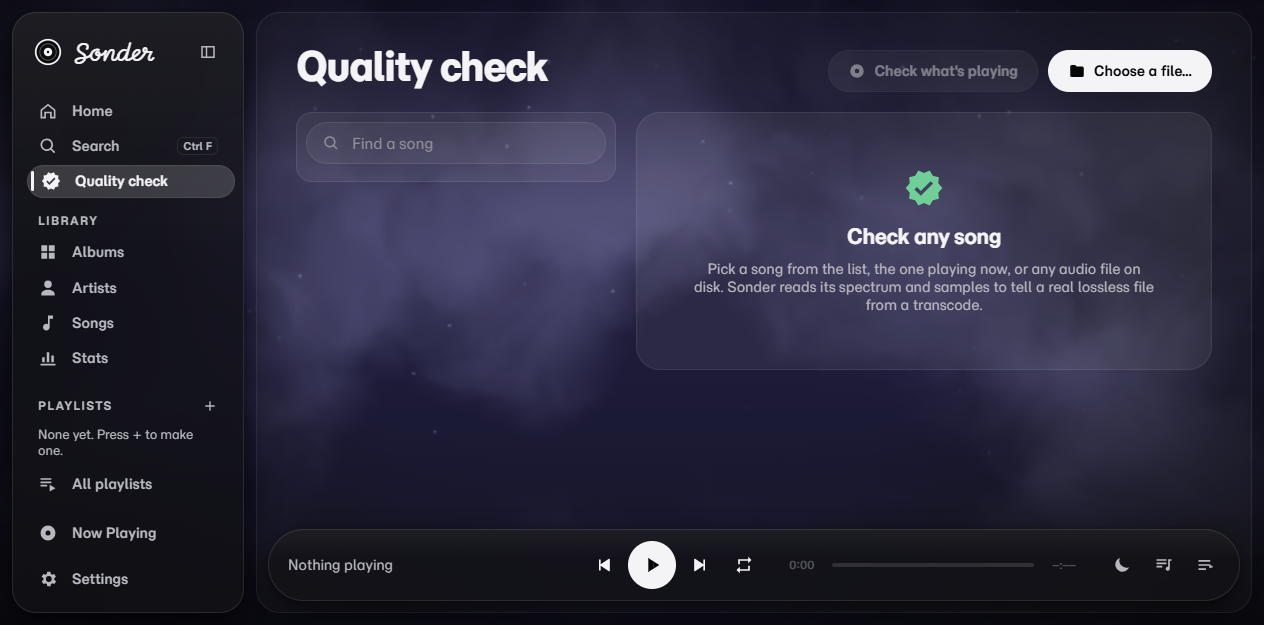 Sonder
Home
Search
Ctrl F
Quality check
LIBRARY
Albums
Artists
Songs
Stats
PLAYLISTS
None yet. Press + to make
one.
All playlists
Now Playing
Settings
Quality check
Check what's playing
Choose a file...
Find a song
Check any song
Pick a song from the list, the one playing now, or any audio file on
disk. Sonder reads its spectrum and samples to tell a real lossless file
from a transcode.
Nothing playing
0:00
--:--